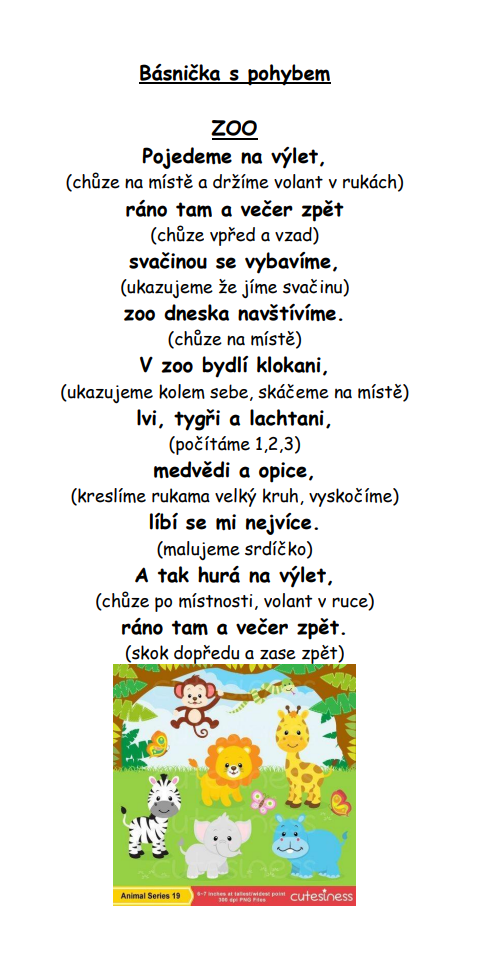 Básnička s pohybem
ZOO
Pojedeme na výlet,
(chůze na místě a držíme volant v rukách)
ráno tam a večer zpět
(chůze vpřed a vzad)
svačinou se vybavíme,
(ukazujeme že jíme svačinu)
zoo dneska navštívíme.
(chůze na místě)
V zoo bydlí klokani,
(ukazujeme kolem sebe, skáčeme na místě)
lvi, tygři a lachtani,
(počítáme 1,2,3)
medvědi a opice,
(kreslíme rukama velký kruh, vyskočíme)
líbí se mi nejvíce.
(malujeme srdíčko)
A tak hurá na výlet,
(chůze po místnosti, volant v ruce)
ráno tam a večer zpět.
(skok dopředu a zase zpět)
cutesiness
Animal Series 19
6-7 inches at tallest/widest point
300 dpi PNG Files
cutesiness